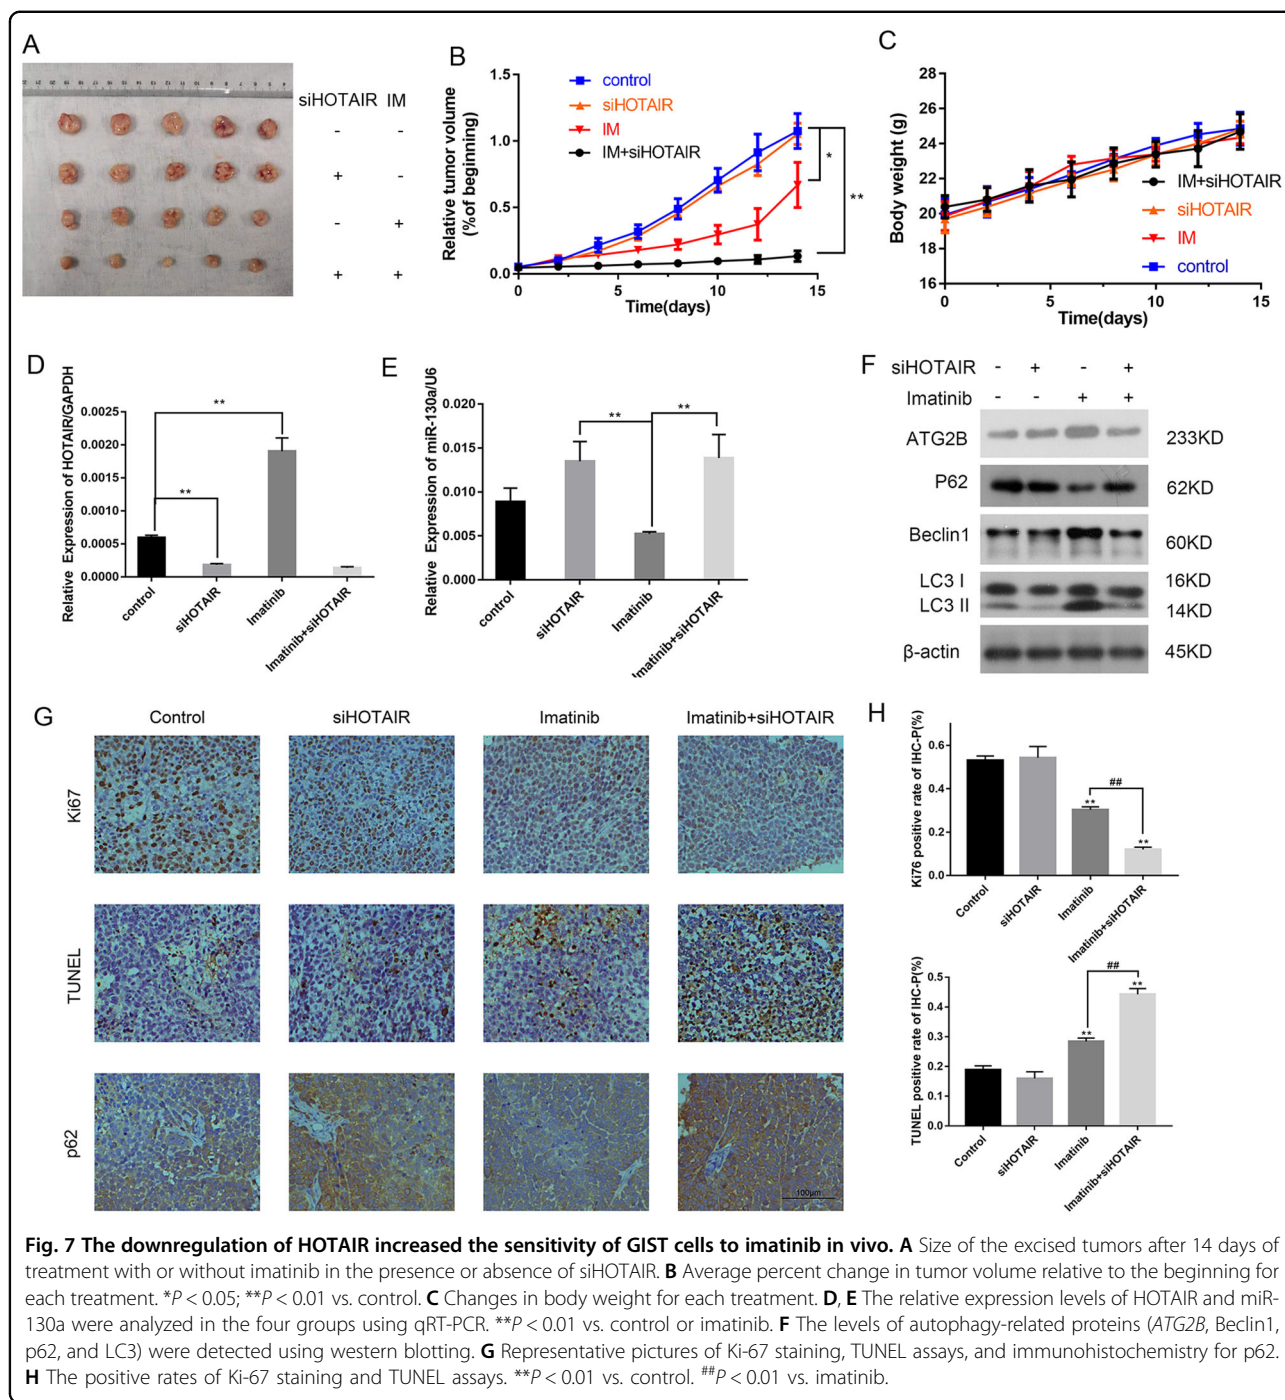 A
siHOTAIR IM
- -
+ -
- +
+ +
B
control
siHOTAIR
IM
IM+siHOTAIR
Relative tumor volume
(%of beginning)
1.5
1.0
0.5
0.0
0 5 10 15
Time(days)
*
**
C
Body weight (g)
28
26
24
22
20
18
16
0 5 10 15
Time(days)
IM+siHOTAIR
siHOTAIR
IM
control
D
Relative Expression of HOTAIR/GAPDH
0.0025
0.0020
0.0015
0.0010
0.0005
0.0000
**
**
control
siHOTAIR
Imatinib
Imatinib+siHOTAIR
E
Relative Expression of miR-130a/U6
0.020
0.015
0.010
0.005
0.000
** **
control
siHOTAIR
Imatinib
Imatinib+siHOTAIR
F
siHOTAIR - + - +
Imatinib - - + +
ATG2B 233KD
P62 62KD
Beclin1 60KD
LC3 I 16KD
LC3 II 14KD
β-actin 45KD
G
Control siHOTAIR Imatinib Imatinib+siHOTAIR
Ki67
TUNEL
p62
100μm
H
Ki76 positive rate of IHC-P(%)
0.6
0.4
0.2
0.0
##
**
**
Control
siHOTAIR
Imatinib
Imatinib+siHOTAIR
TUNEL positive rate of IHC-P(%)
0.5
0.4
0.3
0.2
0.1
0.0
##
**
**
Control
siHOTAIR
Imatinib
Imatinib+siHOTAIR
Fig. 7 The downregulation of HOTAIR increased the sensitivity of GIST cells to imatinib in vivo. A Size of the excised tumors after 14 days of
treatment with or without imatinib in the presence or absence of siHOTAIR. B Average percent change in tumor volume relative to the beginning for
each treatment. *P < 0.05; **P < 0.01 vs. control. C Changes in body weight for each treatment. D, E The relative expression levels of HOTAIR and miR-
130a were analyzed in the four groups using qRT-PCR. **P < 0.01 vs. control or imatinib. F The levels of autophagy-related proteins (ATG2B, Beclin1,
p62, and LC3) were detected using western blotting. G Representative pictures of Ki-67 staining, TUNEL assays, and immunohistochemistry for p62.
H The positive rates of Ki-67 staining and TUNEL assays. **P < 0.01 vs. control. ##P < 0.01 vs. imatinib.